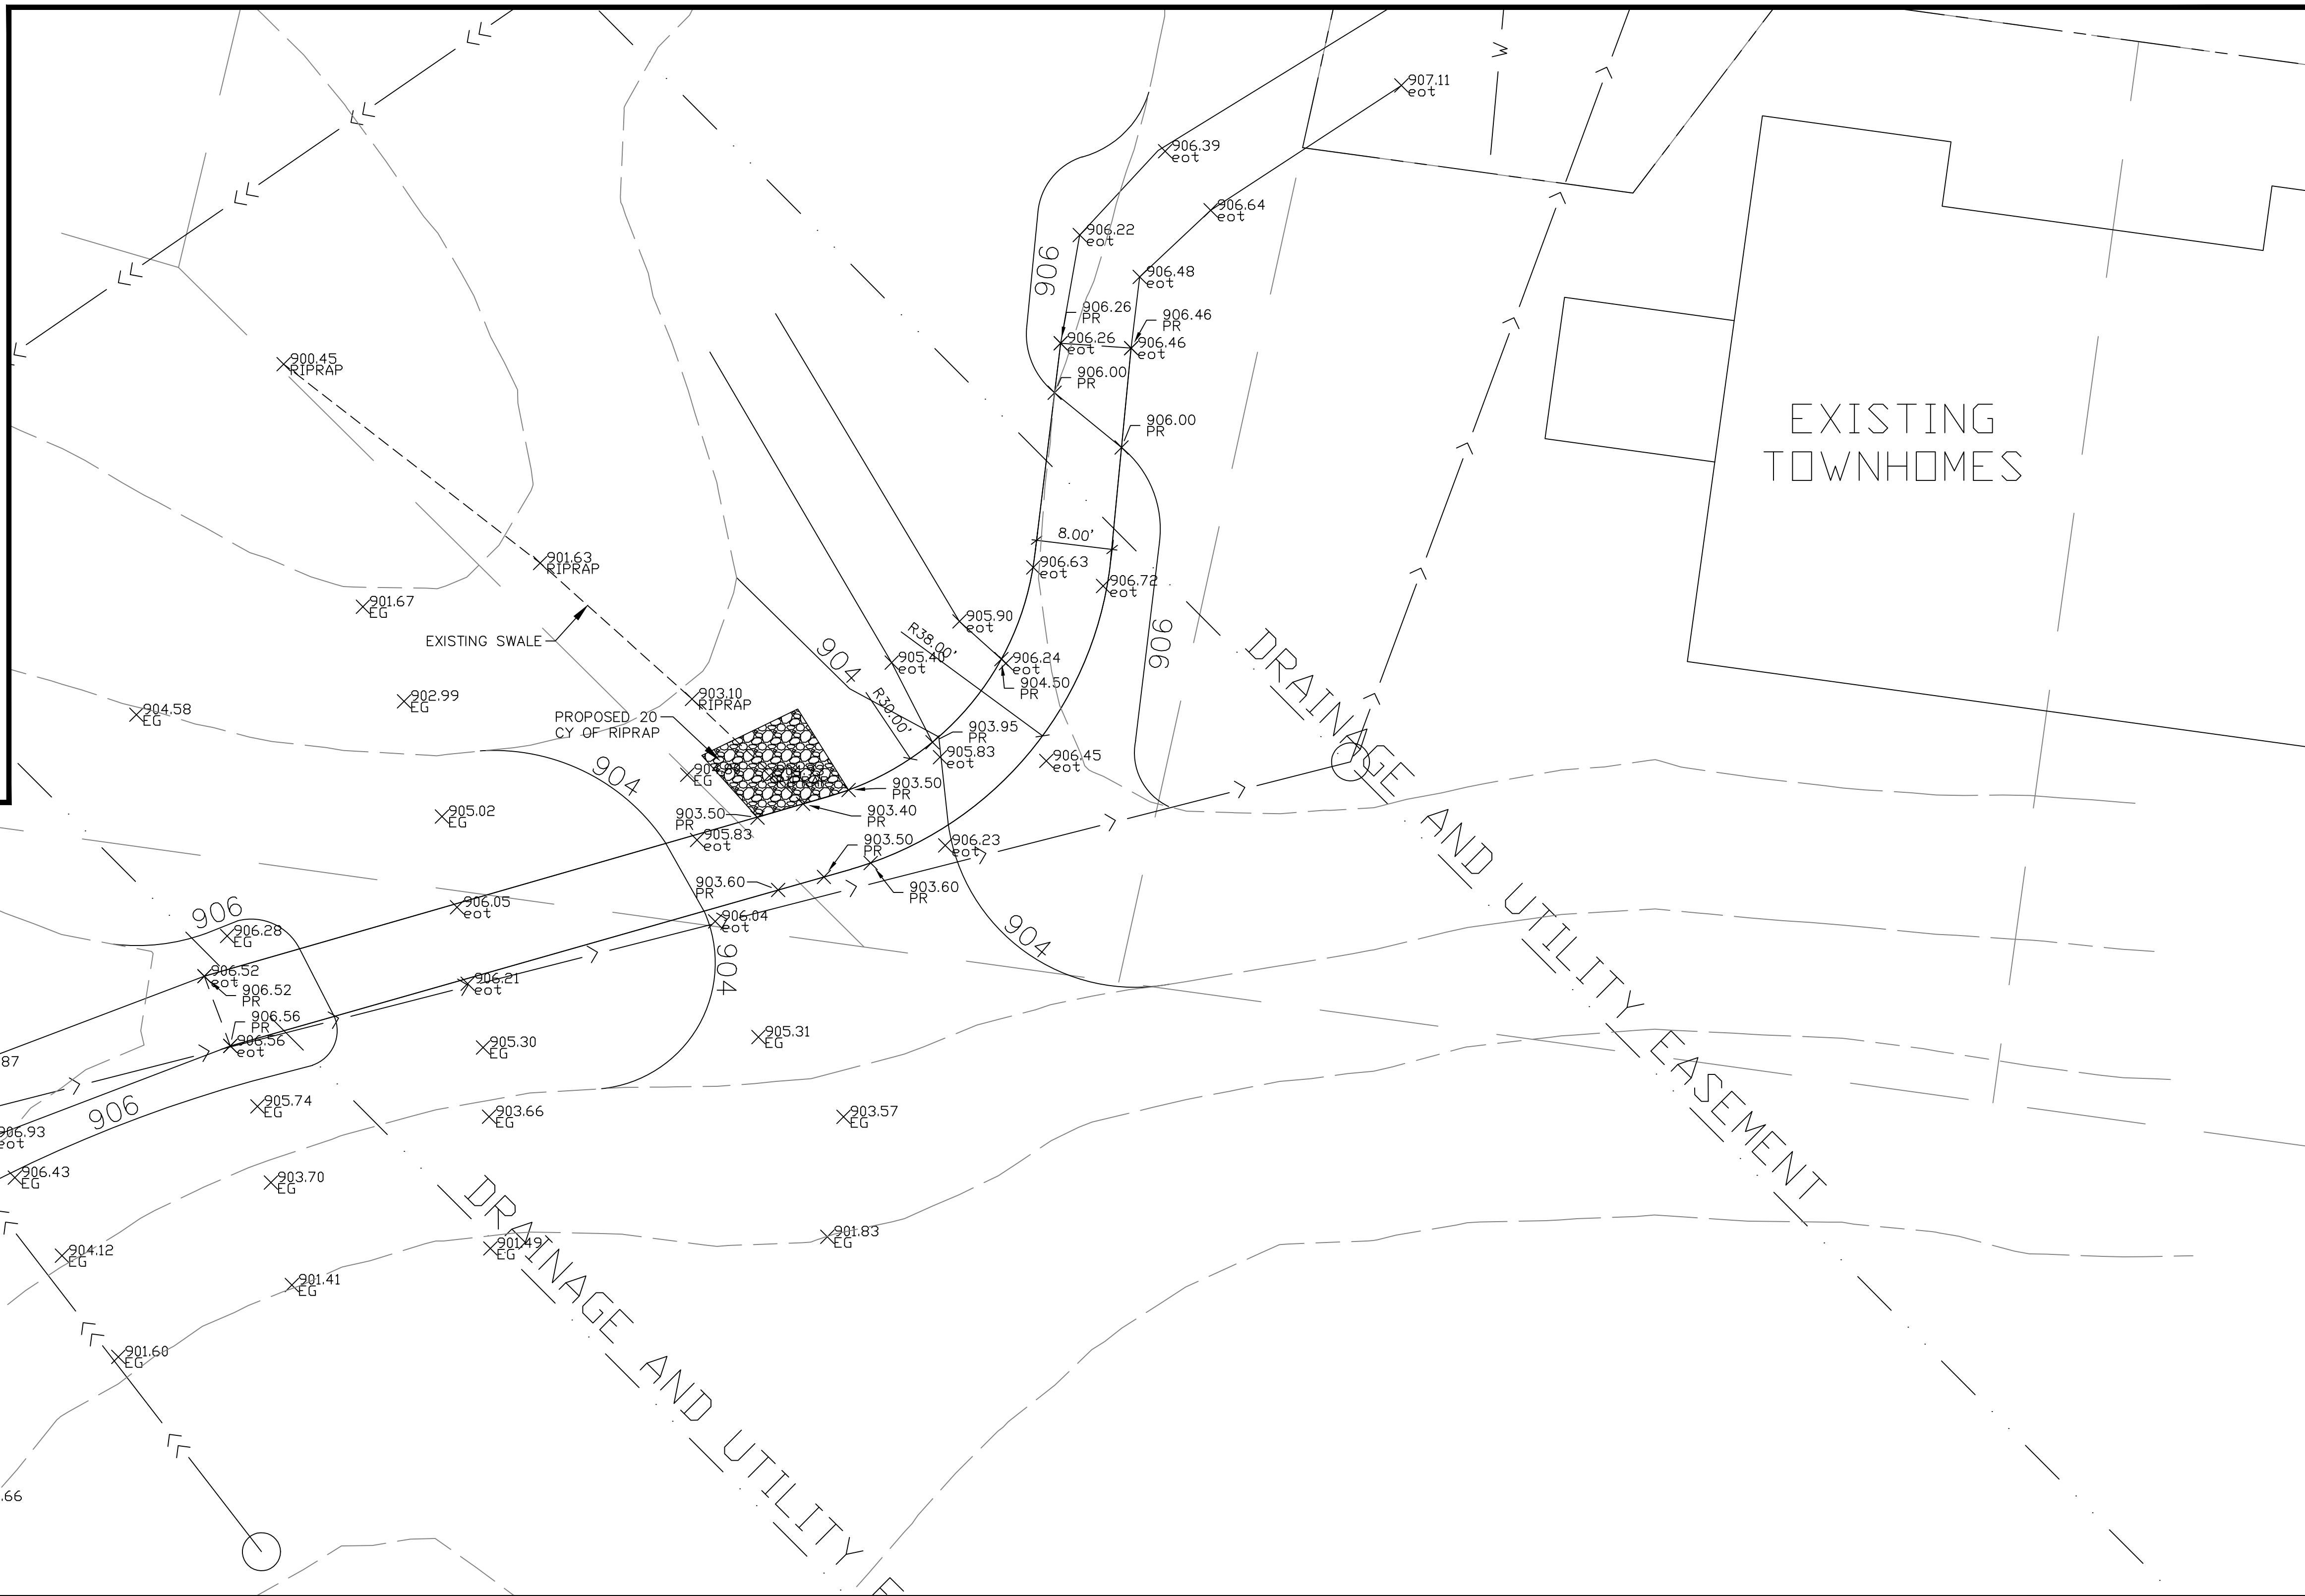 907.11
eot
906.39
eot
906.64
eot
906.22
eot
906
906.48
eot
906.26
PR
906.46
PR
906.26
eot
906.46
eot
906.00
PR
906.00
PR
900.45
RIPRAP
EXISTING
TOWNHOMES
W
8.00'
906.63
eot
906.72
eot
901.63
RIPRAP
901.67
EG
EXISTING SWALE
905.90
eot
R38.00'
904
905.40
eot
906.24
eot
904.50
PR
906
903.10
RIPRAP
902.99
EG
904.58
EG
R30.00'
PROPOSED 20
CY OF RIPRAP
903.95
PR
905.83
eot
906.45
eot
904
EG
903.50
PR
903.40
PR
903.50
PR
905.02
EG
905.83
eot
903.50
PR
906.23
eot
903.60
PR
903.60
PR
906.05
eot
906.04
eot
906
906.28
EG
904
904
906.52
eot
906.52
PR
906.21
eot
906.56
PR
906.56
eot
905.30
EG
905.31
EG
87
905.74
EG
906
903.66
EG
903.57
EG
906.93
eot
906.43
EG
903.70
EG
904.12
EG
901.49
EG
901.83
EG
901.41
EG
901.60
EG
.66
DRAINAGE AND UTILITY EASEMENT
DRAINAGE AND UTILITY E